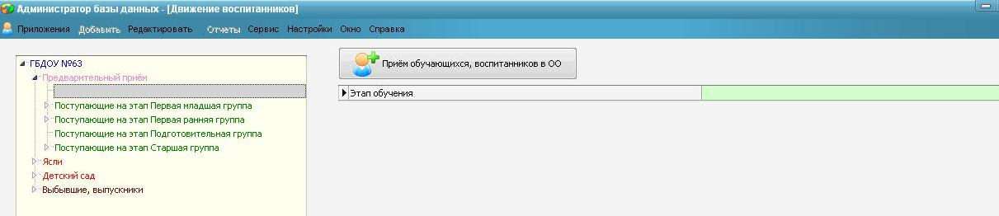 Администратор базы данных - [Движение воспитанников]
Приложения Добавить Редактировать Отчеты Сервис Настройки Окно Справка
ГБДОУ №63
Предварительный приём
Поступающие на этап Первая младшая группа
Поступающие на этап Первая ранняя группа
Поступающие на этап Подготовительная группа
Поступающие на этап Старшая группа
Ясли
Детский сад
Выбывшие, выпускники
Приём обучающихся, воспитанников в ОО
Этап обучения